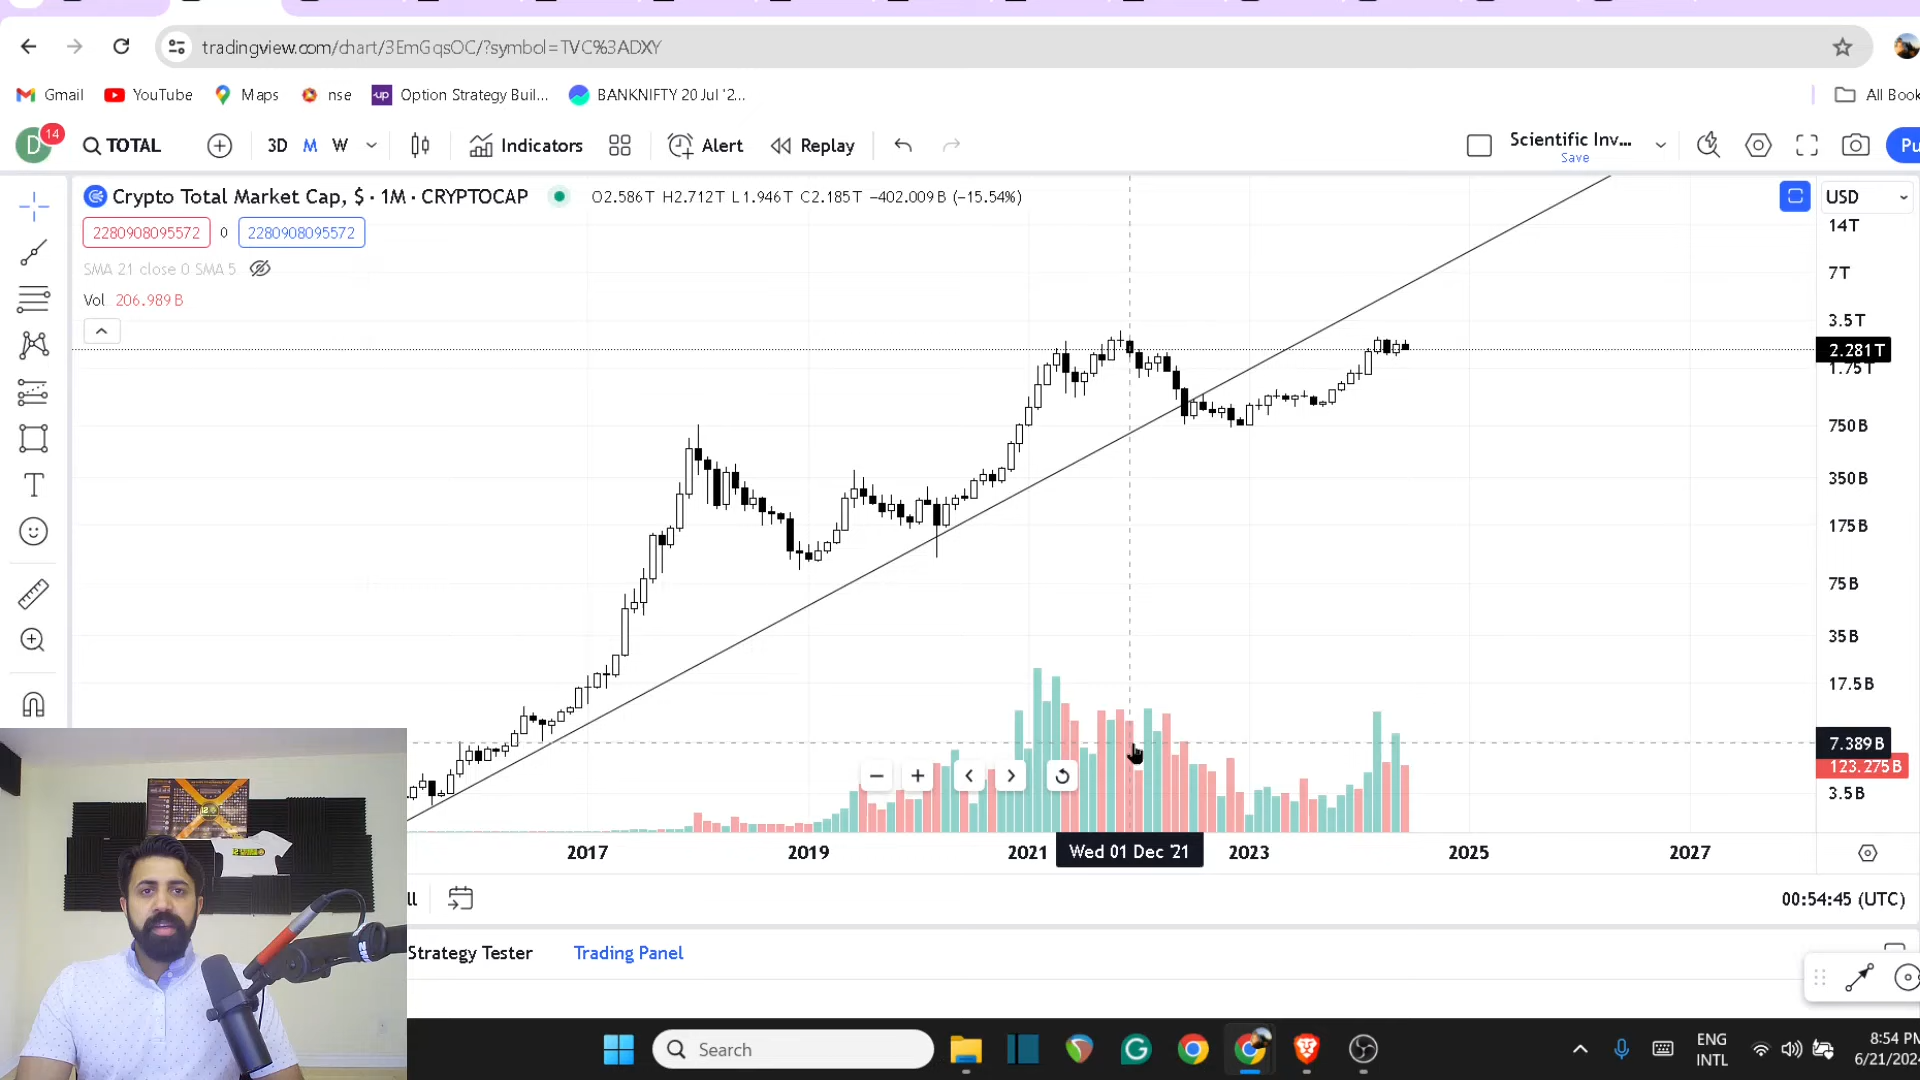 tradingview.com/chart/3EmGqsOC/?symbol=TVC%3ADXY
Gmail YouTube Maps nse Option Strategy Buil... BANKNIFTY 20 Jul '2... All Book
D 14 TOTAL 3D M W Indicators Alert Replay Scientific Inv... Save Pu
Crypto Total Market Cap, $ · 1M · CRYPTOCAP O2.586T H2.712T L1.946T C2.185T −402.009B (−15.54%) USD
2280908095572 0 2280908095572
SMA 21 close 0 SMA 5
Vol 206.989B
14T
7T
3.5T
2.281T
1.75T
750B
350B
175B
75B
35B
17.5B
7.389B
123.275B
3.5B
2017 2019 2021 Wed 01 Dec '21 2023 2025 2027
00:54:45 (UTC)
Strategy Tester Trading Panel
Search
ENG
INTL
8:54 PM
6/21/202